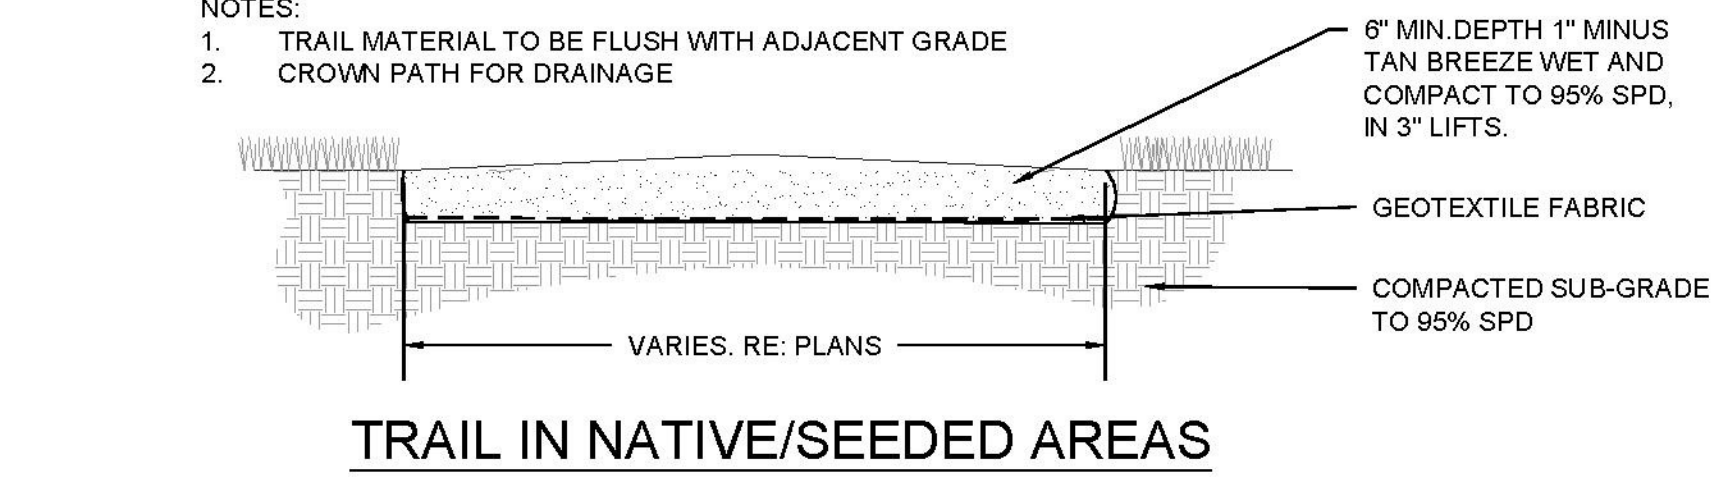 NOTES:
1. TRAIL MATERIAL TO BE FLUSH WITH ADJACENT GRADE
2. CROWN PATH FOR DRAINAGE
6" MIN.DEPTH 1" MINUS
TAN BREEZE WET AND
COMPACT TO 95% SPD,
IN 3" LIFTS.
GEOTEXTILE FABRIC
COMPACTED SUB-GRADE
TO 95% SPD
VARIES. RE: PLANS
TRAIL IN NATIVE/SEEDED AREAS